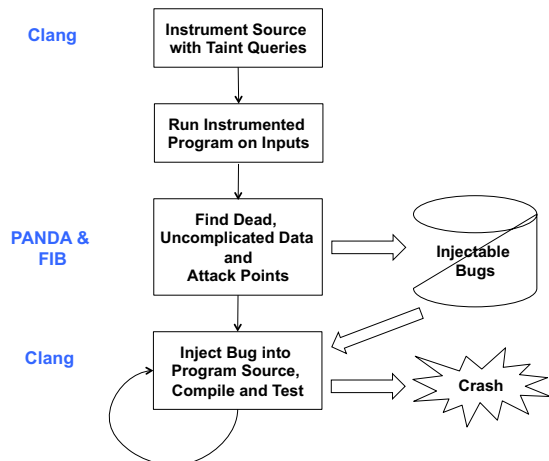 Clang
Instrument Source
with Taint Queries
Run Instrumented
Program on Inputs
PANDA &
FIB
Find Dead,
Uncomplicated Data
and
Attack Points
Injectable
Bugs
Clang
Inject Bug into
Program Source,
Compile and Test
Crash